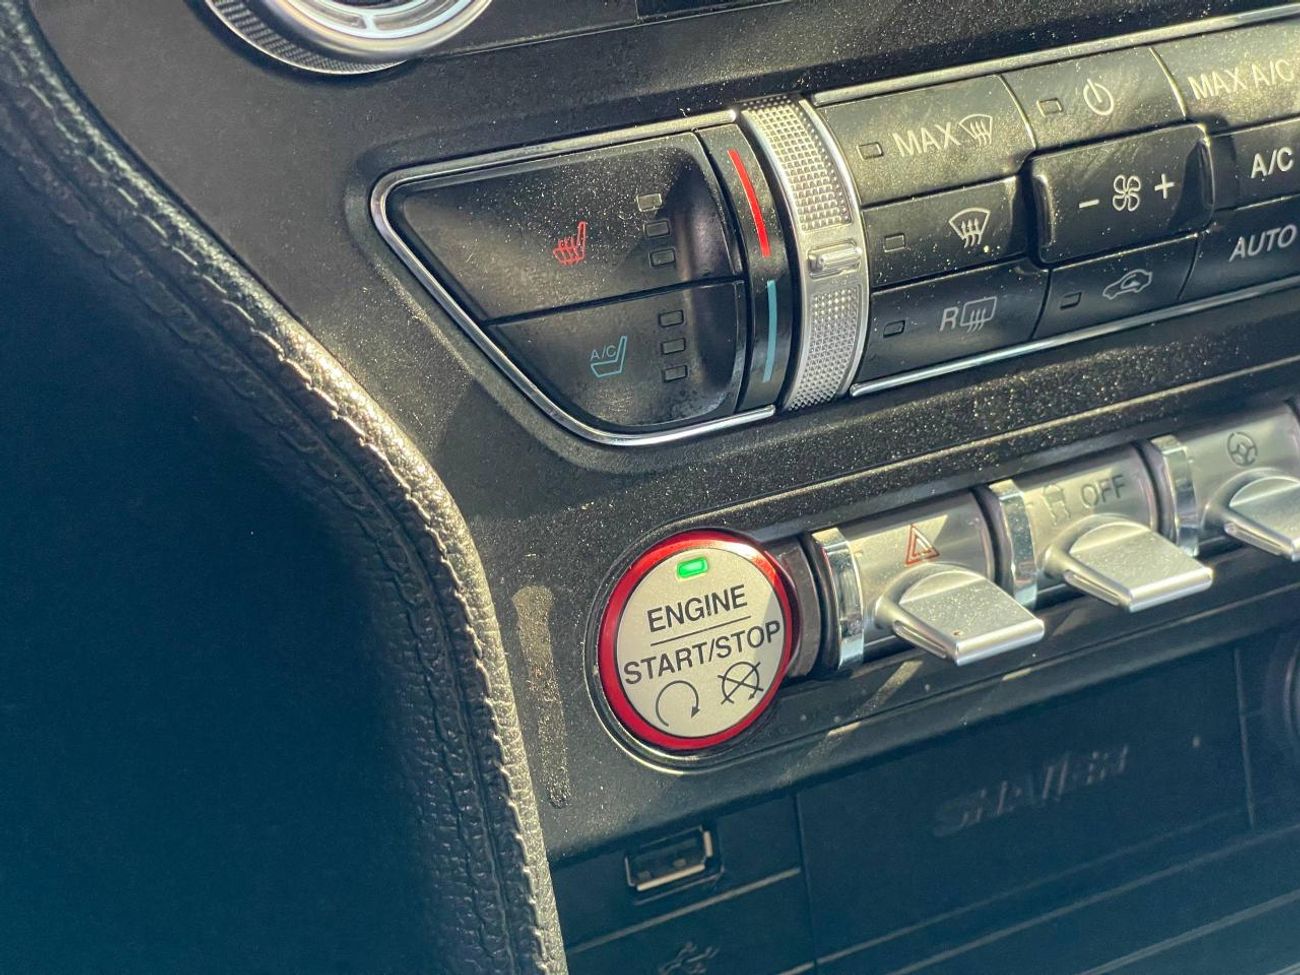 MAX
MAX A/C
A/C
- +
AUTO
R
A/C
OFF
ENGINE
START/STOP